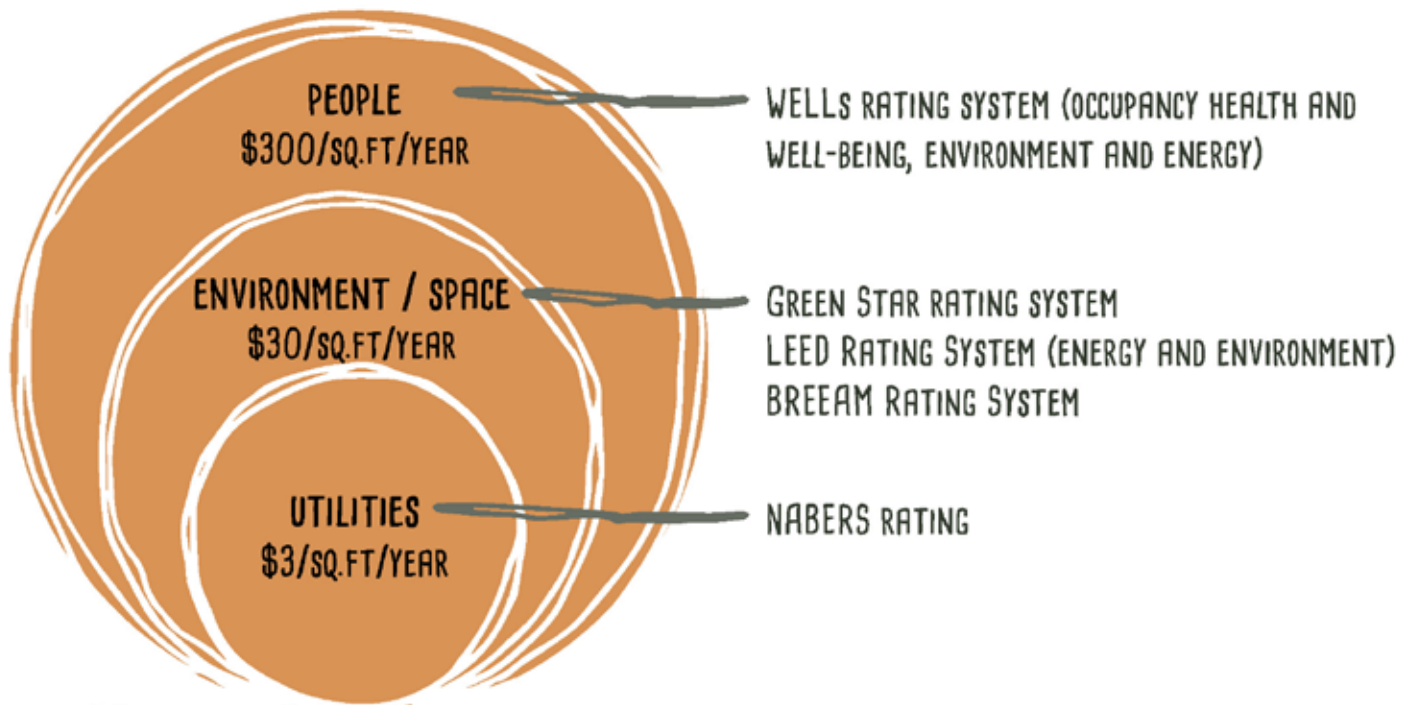 PEOPLE
$300/SQ.FT/YEAR
WELLs RATING SYSTEM (OCCUPANCY HEALTH AND
WELL-BEING, ENVIRONMENT AND ENERGY)
ENVIRONMENT / SPACE
$30/SQ.FT/YEAR
GREEN STAR RATING SYSTEM
LEED RATING SYSTEM (ENERGY AND ENVIRONMENT)
BREEAM RATING SYSTEM
UTILITIES
$3/SQ.FT/YEAR
NABERS RATING